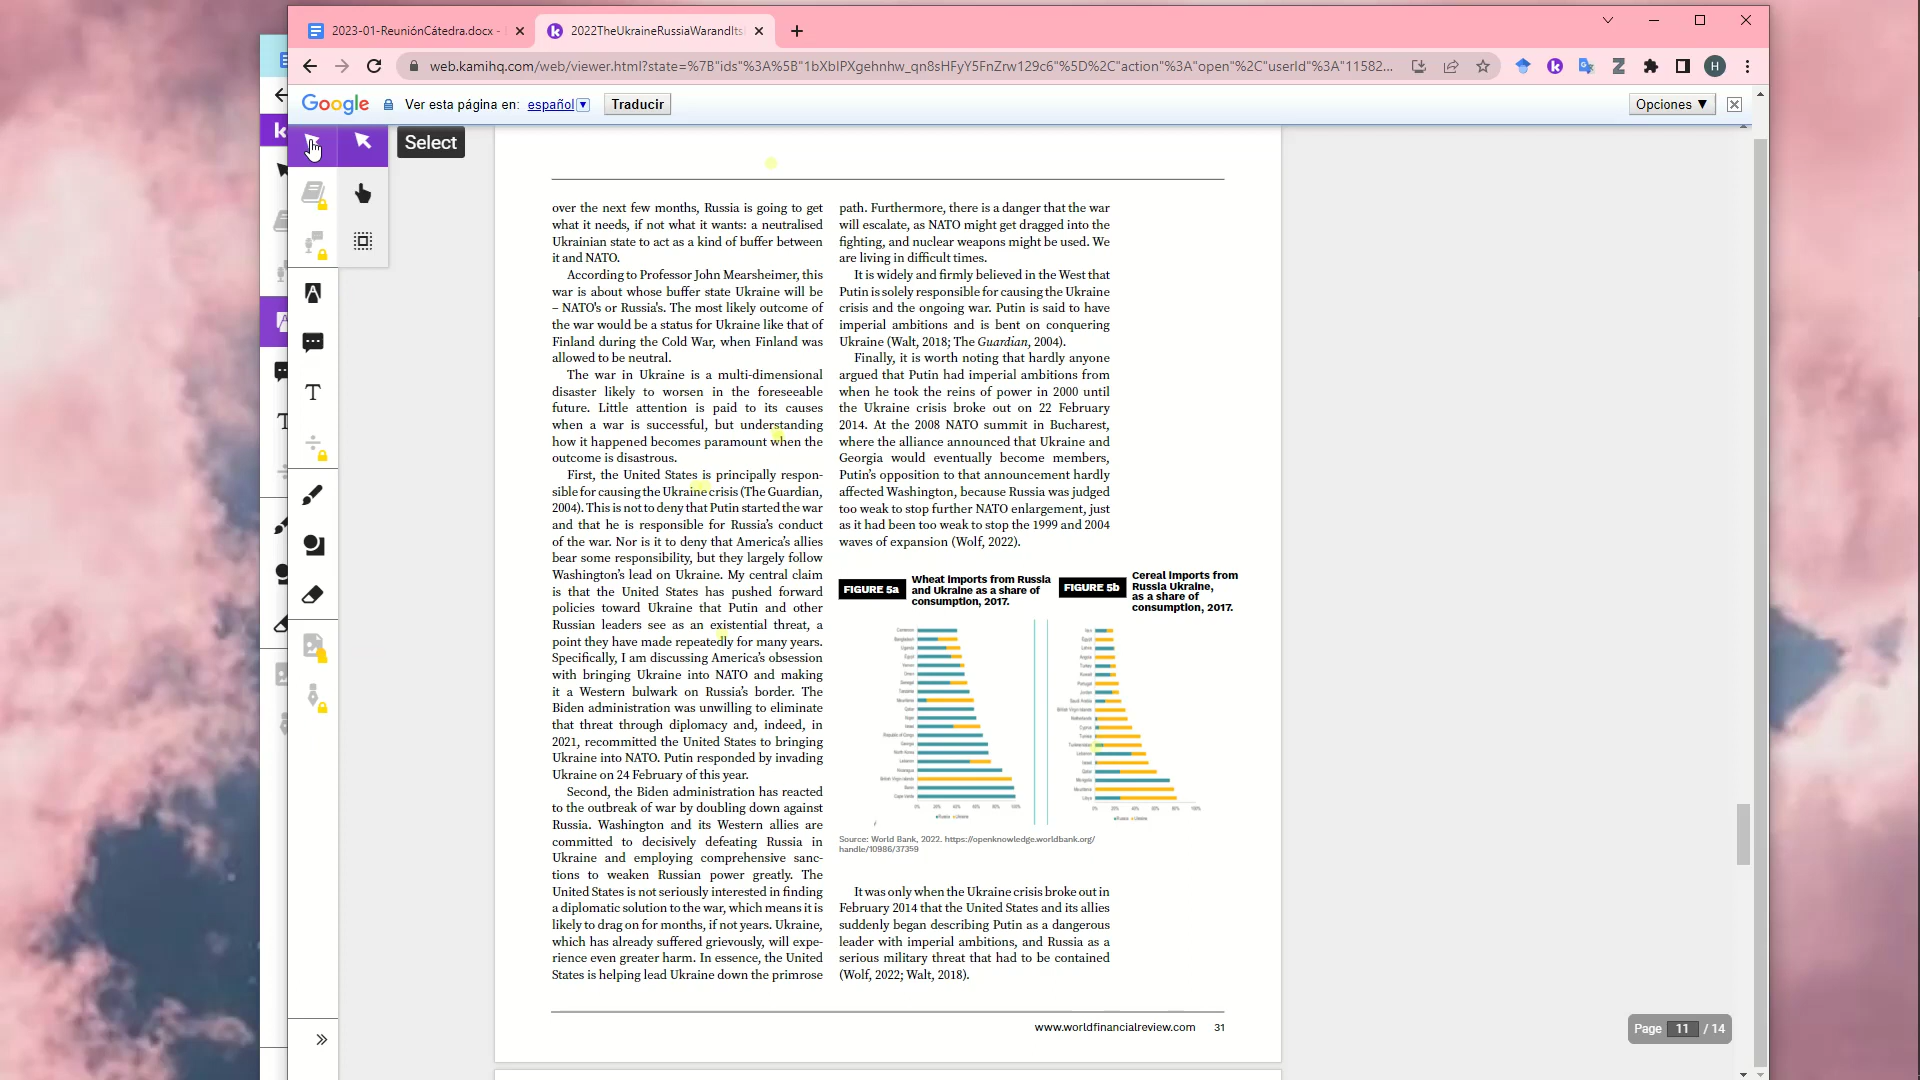 2023-01-ReuniónCátedra.docx -
2022TheUkraineRussiaWarandIts
web.kamihq.com/web/viewer.html?state=%7B"ids"%3A%5B"1bXbIPXgehnhw_qn8sHFyY5FnZrw129c6"%5D%2C"action"%3A"open"%2C"userId"%3A"11582...
Google Ver esta página en: español Traducir
Opciones ▼
Select
over the next few months, Russia is going to get
what it needs, if not what it wants: a neutralised
Ukrainian state to act as a kind of buffer between
it and NATO.
According to Professor John Mearsheimer, this
war is about whose buffer state Ukraine will be
– NATO's or Russia's. The most likely outcome of
the war would be a status for Ukraine like that of
Finland during the Cold War, when Finland was
allowed to be neutral.
The war in Ukraine is a multi-dimensional
disaster likely to worsen in the foreseeable
future. Little attention is paid to its causes
when a war is successful, but understanding
how it happened becomes paramount when the
outcome is disastrous.
First, the United States is principally respon-
sible for causing the Ukraine crisis (The Guardian,
2004). This is not to deny that Putin started the war
and that he is responsible for Russia's conduct
of the war. Nor is it to deny that America's allies
bear some responsibility, but they largely follow
Washington's lead on Ukraine. My central claim
is that the United States has pushed forward
policies toward Ukraine that Putin and other
Russian leaders see as an existential threat, a
point they have made repeatedly for many years.
Specifically, I am discussing America's obsession
with bringing Ukraine into NATO and making
it a Western bulwark on Russia's border. The
Biden administration was unwilling to eliminate
that threat through diplomacy and, indeed, in
2021, recommitted the United States to bringing
Ukraine into NATO. Putin responded by invading
Ukraine on 24 February of this year.
Second, the Biden administration has reacted
to the outbreak of war by doubling down against
Russia. Washington and its Western allies are
committed to decisively defeating Russia in
Ukraine and employing comprehensive sanc-
tions to weaken Russian power greatly. The
United States is not seriously interested in finding
a diplomatic solution to the war, which means it is
likely to drag on for months, if not years. Ukraine,
which has already suffered grievously, will expe-
rience even greater harm. In essence, the United
States is helping lead Ukraine down the primrose
path. Furthermore, there is a danger that the war
will escalate, as NATO might get dragged into the
fighting, and nuclear weapons might be used. We
are living in difficult times.
It is widely and firmly believed in the West that
Putin is solely responsible for causing the Ukraine
crisis and the ongoing war. Putin is said to have
imperial ambitions and is bent on conquering
Ukraine (Walt, 2018; The Guardian, 2004).
Finally, it is worth noting that hardly anyone
argued that Putin had imperial ambitions from
when he took the reins of power in 2000 until
the Ukraine crisis broke out on 22 February
2014. At the 2008 NATO summit in Bucharest,
where the alliance announced that Ukraine and
Georgia would eventually become members,
Putin's opposition to that announcement hardly
affected Washington, because Russia was judged
too weak to stop further NATO enlargement, just
as it had been too weak to stop the 1999 and 2004
waves of expansion (Wolf, 2022).
FIGURE 5a
Wheat imports from Russia
and Ukraine as a share of
consumption, 2017.
FIGURE 5b
Cereal imports from
Russia Ukraine,
as a share of
consumption, 2017.
Source: World Bank, 2022. https://openknowledge.worldbank.org/
handle/10986/37359
It was only when the Ukraine crisis broke out in
February 2014 that the United States and its allies
suddenly began describing Putin as a dangerous
leader with imperial ambitions, and Russia as a
serious military threat that had to be contained
(Wolf, 2022; Walt, 2018).
www.worldfinancialreview.com 31
Page 11 / 14